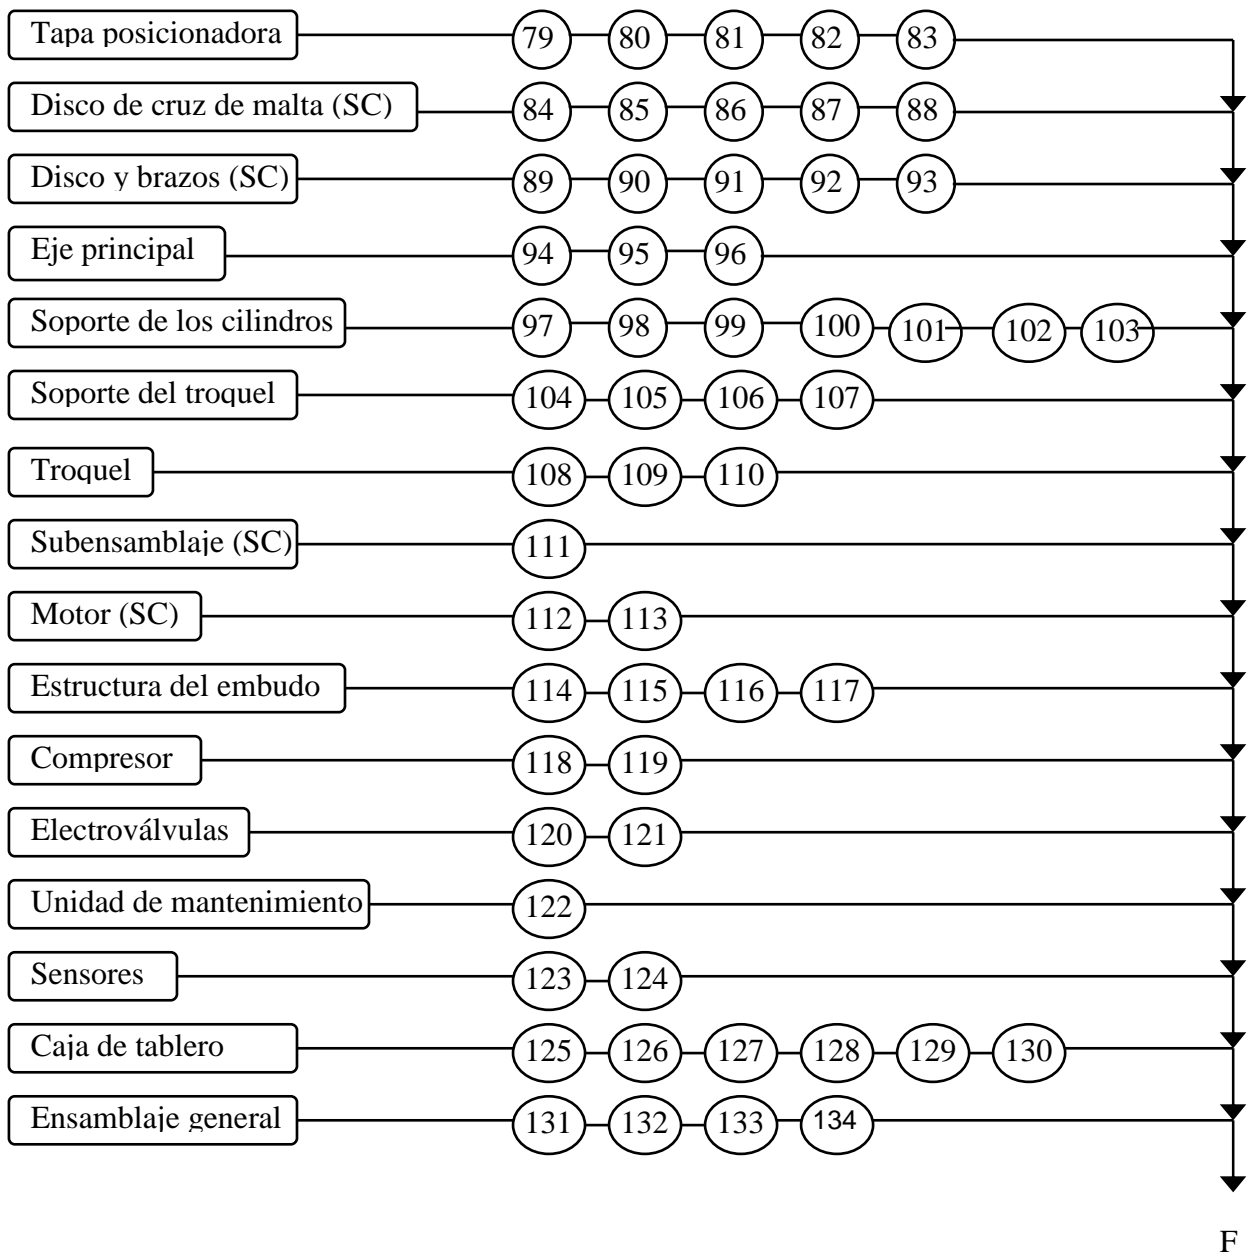 Tapa posicionadora 79 80 81 82 83
Disco de cruz de malta (SC) 84 85 86 87 88
Disco y brazos (SC) 89 90 91 92 93
Eje principal 94 95 96
Soporte de los cilindros 97 98 99 100 101 102 103
Soporte del troquel 104 105 106 107
Troquel 108 109 110
Subensamblaje (SC) 111
Motor (SC) 112 113
Estructura del embudo 114 115 116 117
Compresor 118 119
Electroválvulas 120 121
Unidad de mantenimiento 122
Sensores 123 124
Caja de tablero 125 126 127 128 129 130
Ensamblaje general 131 132 133 134
F